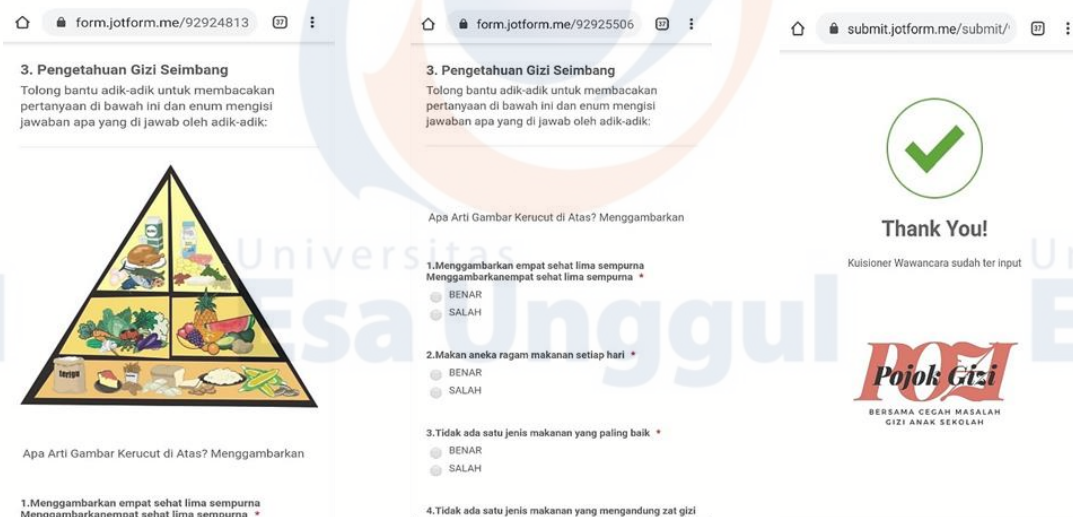 form.jotform.me/92924813
37
3. Pengetahuan Gizi Seimbang
Tolong bantu adik-adik untuk membacakan
pertanyaan di bawah ini dan enum mengisi
jawaban apa yang di jawab oleh adik-adik:
terigu
Apa Arti Gambar Kerucut di Atas? Menggambarkan
1.Menggambarkan empat sehat lima sempurna
Menggambarkanempat sehat lima sempurna *
form.jotform.me/92925506
37
3. Pengetahuan Gizi Seimbang
Tolong bantu adik-adik untuk membacakan
pertanyaan di bawah ini dan enum mengisi
jawaban apa yang di jawab oleh adik-adik:
Apa Arti Gambar Kerucut di Atas? Menggambarkan
1.Menggambarkan empat sehat lima sempurna
Menggambarkanempat sehat lima sempurna *
BENAR
SALAH
2.Makan aneka ragam makanan setiap hari *
BENAR
SALAH
3.Tidak ada satu jenis makanan yang paling baik *
BENAR
SALAH
4.Tidak ada satu jenis makanan yang mengandung zat gizi
submit.jotform.me/submit/
37
Thank You!
Kuisioner Wawancara sudah ter input
POZI
Pojok Gizi
BERSAMA CEGAH MASALAH
GIZI ANAK SEKOLAH
Universitas
Esa Unggul